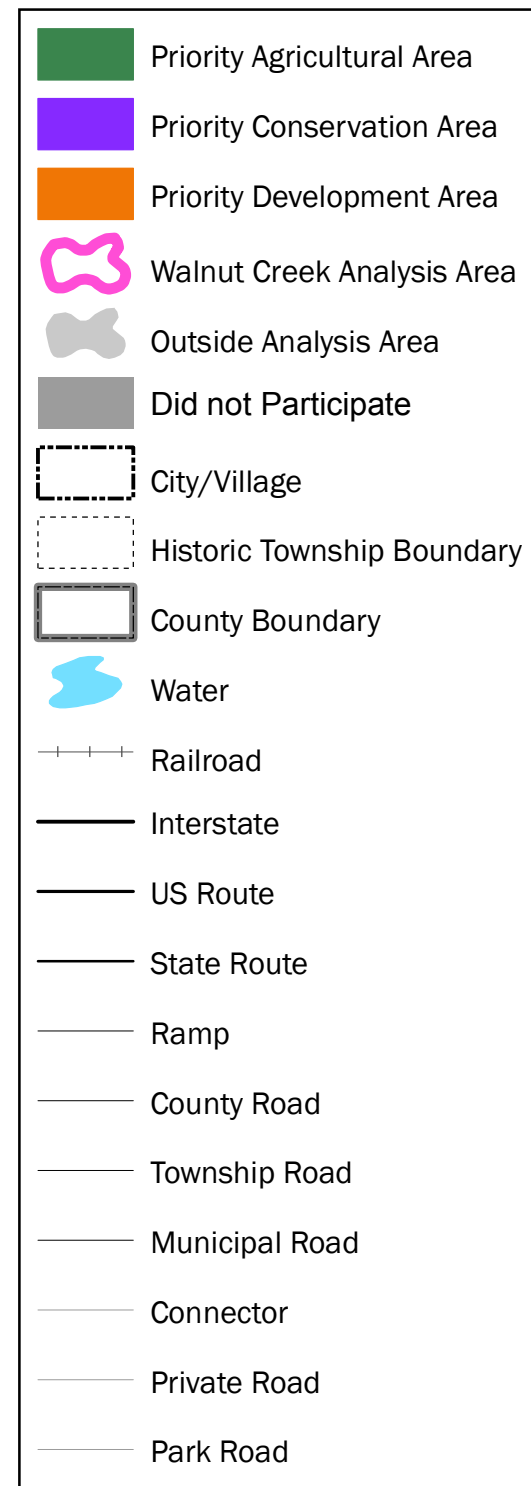 Priority Agricultural Area
Priority Conservation Area
Priority Development Area
Walnut Creek Analysis Area
Outside Analysis Area
Did not Participate
City/Village
Historic Township Boundary
County Boundary
Water
Railroad
Interstate
US Route
State Route
Ramp
County Road
Township Road
Municipal Road
Connector
Private Road
Park Road